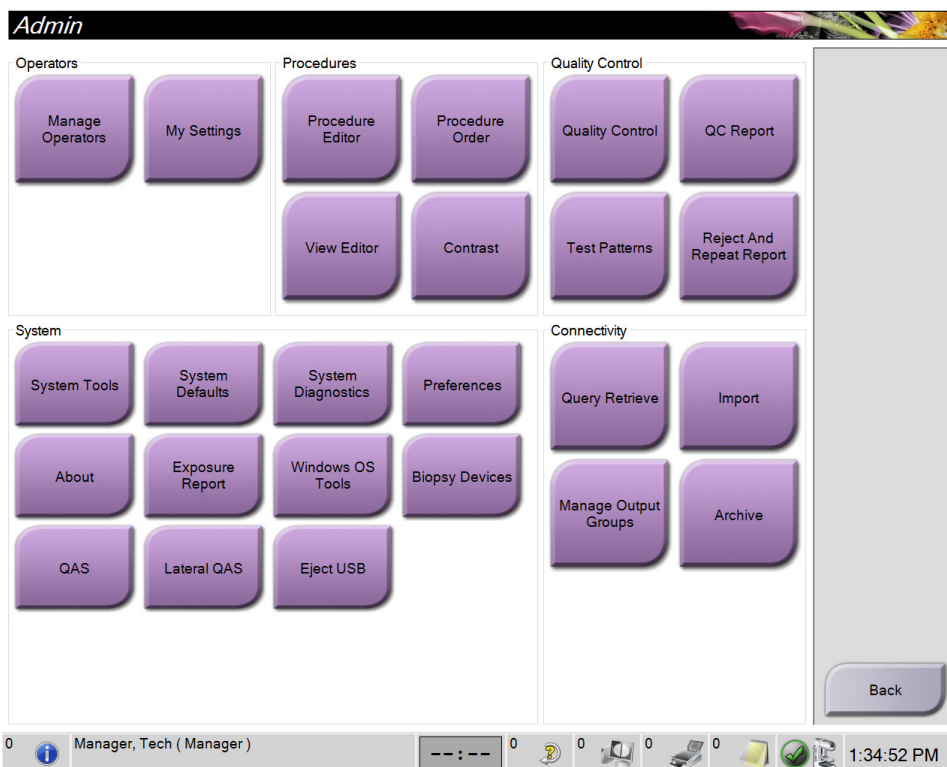 Admin
Operators
Manage
Operators
My Settings
Procedures
Procedure
Editor
Procedure
Order
View Editor
Contrast
Quality Control
Quality Control
QC Report
Test Patterns
Reject And
Repeat Report
System
System Tools
System
Defaults
System
Diagnostics
Preferences
About
Exposure
Report
Windows OS
Tools
Biopsy Devices
QAS
Lateral QAS
Eject USB
Connectivity
Query Retrieve
Import
Manage Output
Groups
Archive
Back
0
Manager, Tech ( Manager )
--:--
0
0
0
0
1:34:52 PM